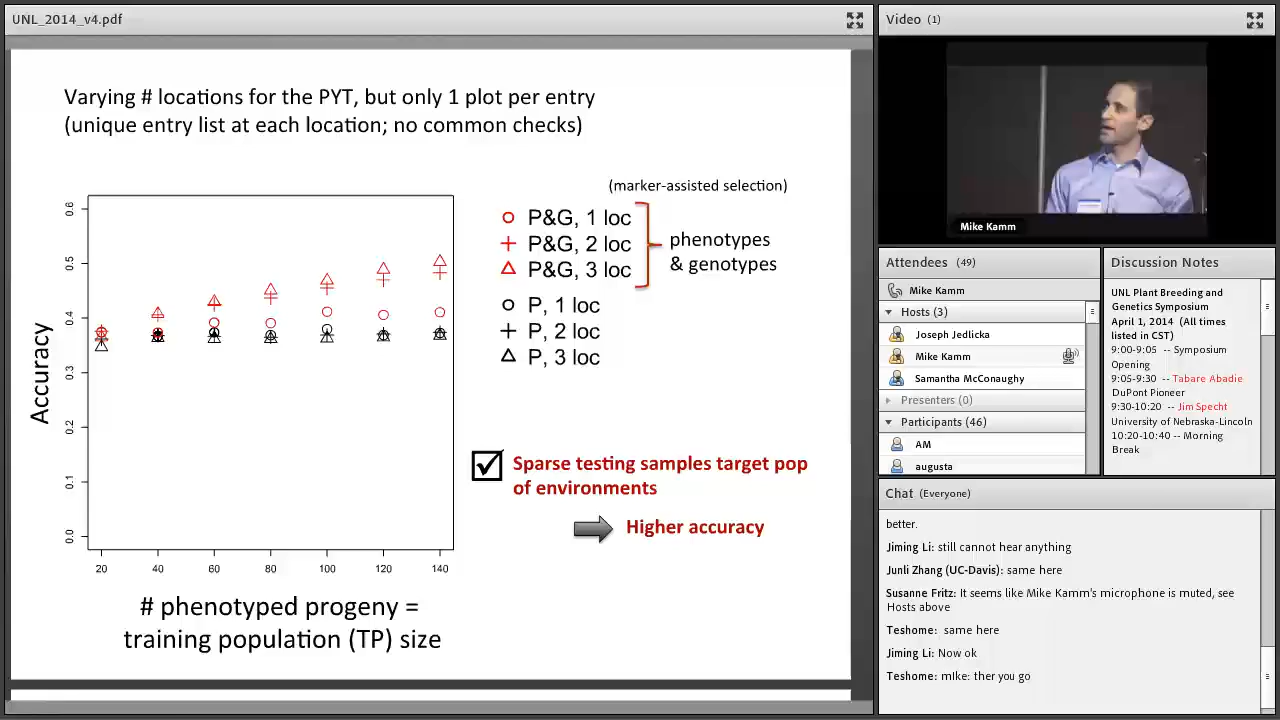 UNL_2014_v4.pdf
Varying # locations for the PYT, but only 1 plot per entry
(unique entry list at each location; no common checks)
(marker-assisted selection)
P&G, 1 loc
P&G, 2 loc
P&G, 3 loc
phenotypes
& genotypes
P, 1 loc
P, 2 loc
P, 3 loc
Accuracy
0.6
0.5
0.4
0.3
0.2
0.1
0.0
20 40 60 80 100 120 140
# phenotyped progeny =
training population (TP) size
Sparse testing samples target pop
of environments
Higher accuracy
Video (1)
Mike Kamm
Attendees (49)
Mike Kamm
Hosts (3)
Joseph Jedlicka
Mike Kamm
Samantha McConaughy
Presenters (0)
Participants (46)
AM
augusta
Discussion Notes
UNL Plant Breeding and
Genetics Symposium
April 1, 2014 (All times
listed in CST)
9:00-9:05 -- Symposium
Opening
9:05-9:30 -- Tabare Abadie
DuPont Pioneer
9:30-10:20 -- Jim Specht
University of Nebraska-Lincoln
10:20-10:40 -- Morning
Break
Chat (Everyone)
better.
Jiming Li: still cannot hear anything
Junli Zhang (UC-Davis): same here
Susanne Fritz: It seems like Mike Kamm's microphone is muted, see
Hosts above
Teshome: same here
Jiming Li: Now ok
Teshome: mIke: ther you go